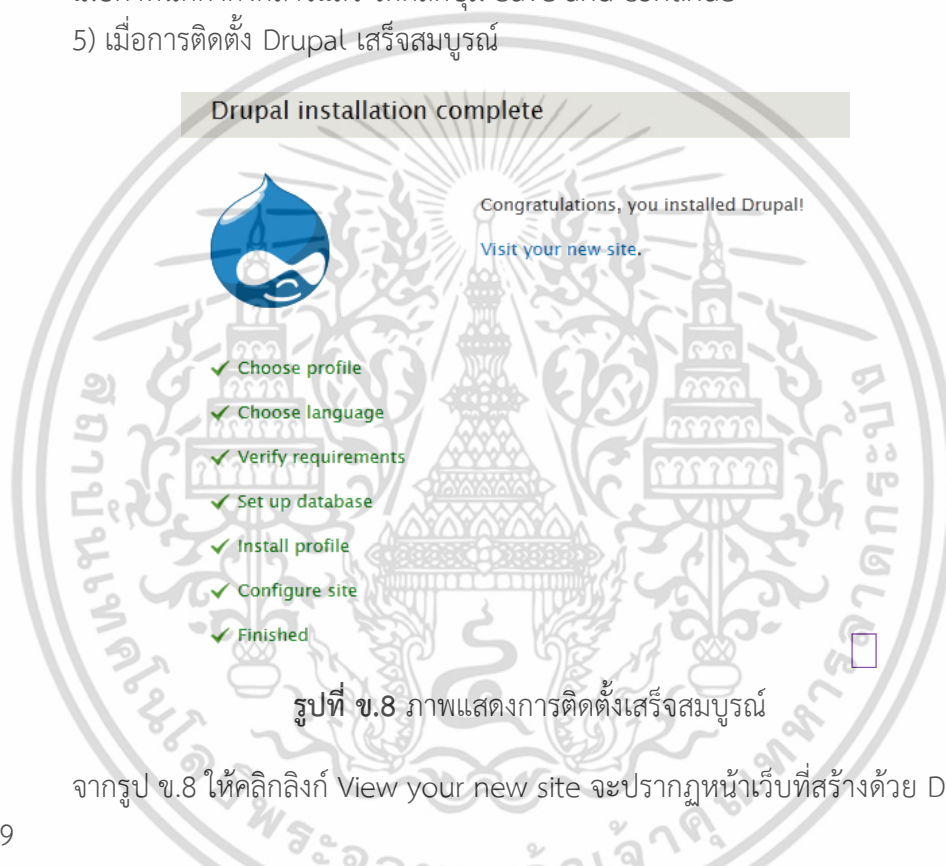 5) เมื่อการติดตั้ง Drupal เสร็จสมบูรณ์
Drupal installation complete
Congratulations, you installed Drupal!
Visit your new site.
Choose profile
Choose language
Verify requirements
Set up database
Install profile
Configure site
Finished
รูปที่ ข.8 ภาพแสดงการติดตั้งเสร็จสมบูรณ์
จากรูป ข.8 ให้คลิกลิงก์ View your new site จะปรากฏหน้าเว็บที่สร้างด้วย D
9